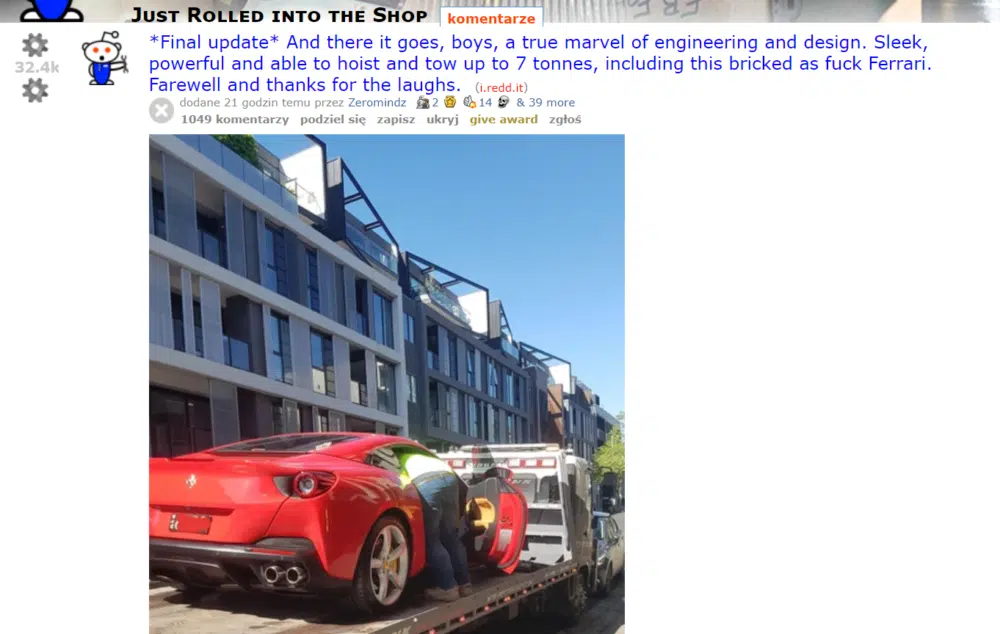 JUST ROLLED INTO THE SHOP komentarze
32.4k
*Final update* And there it goes, boys, a true marvel of engineering and design. Sleek,
powerful and able to hoist and tow up to 7 tonnes, including this bricked as fuck Ferrari.
Farewell and thanks for the laughs. (i.redd.it)
dodane 21 godzin temu przez Zeromindz 2 14 & 39 more
1049 komentarzy podziel się zapisz ukryj give award zgłoś